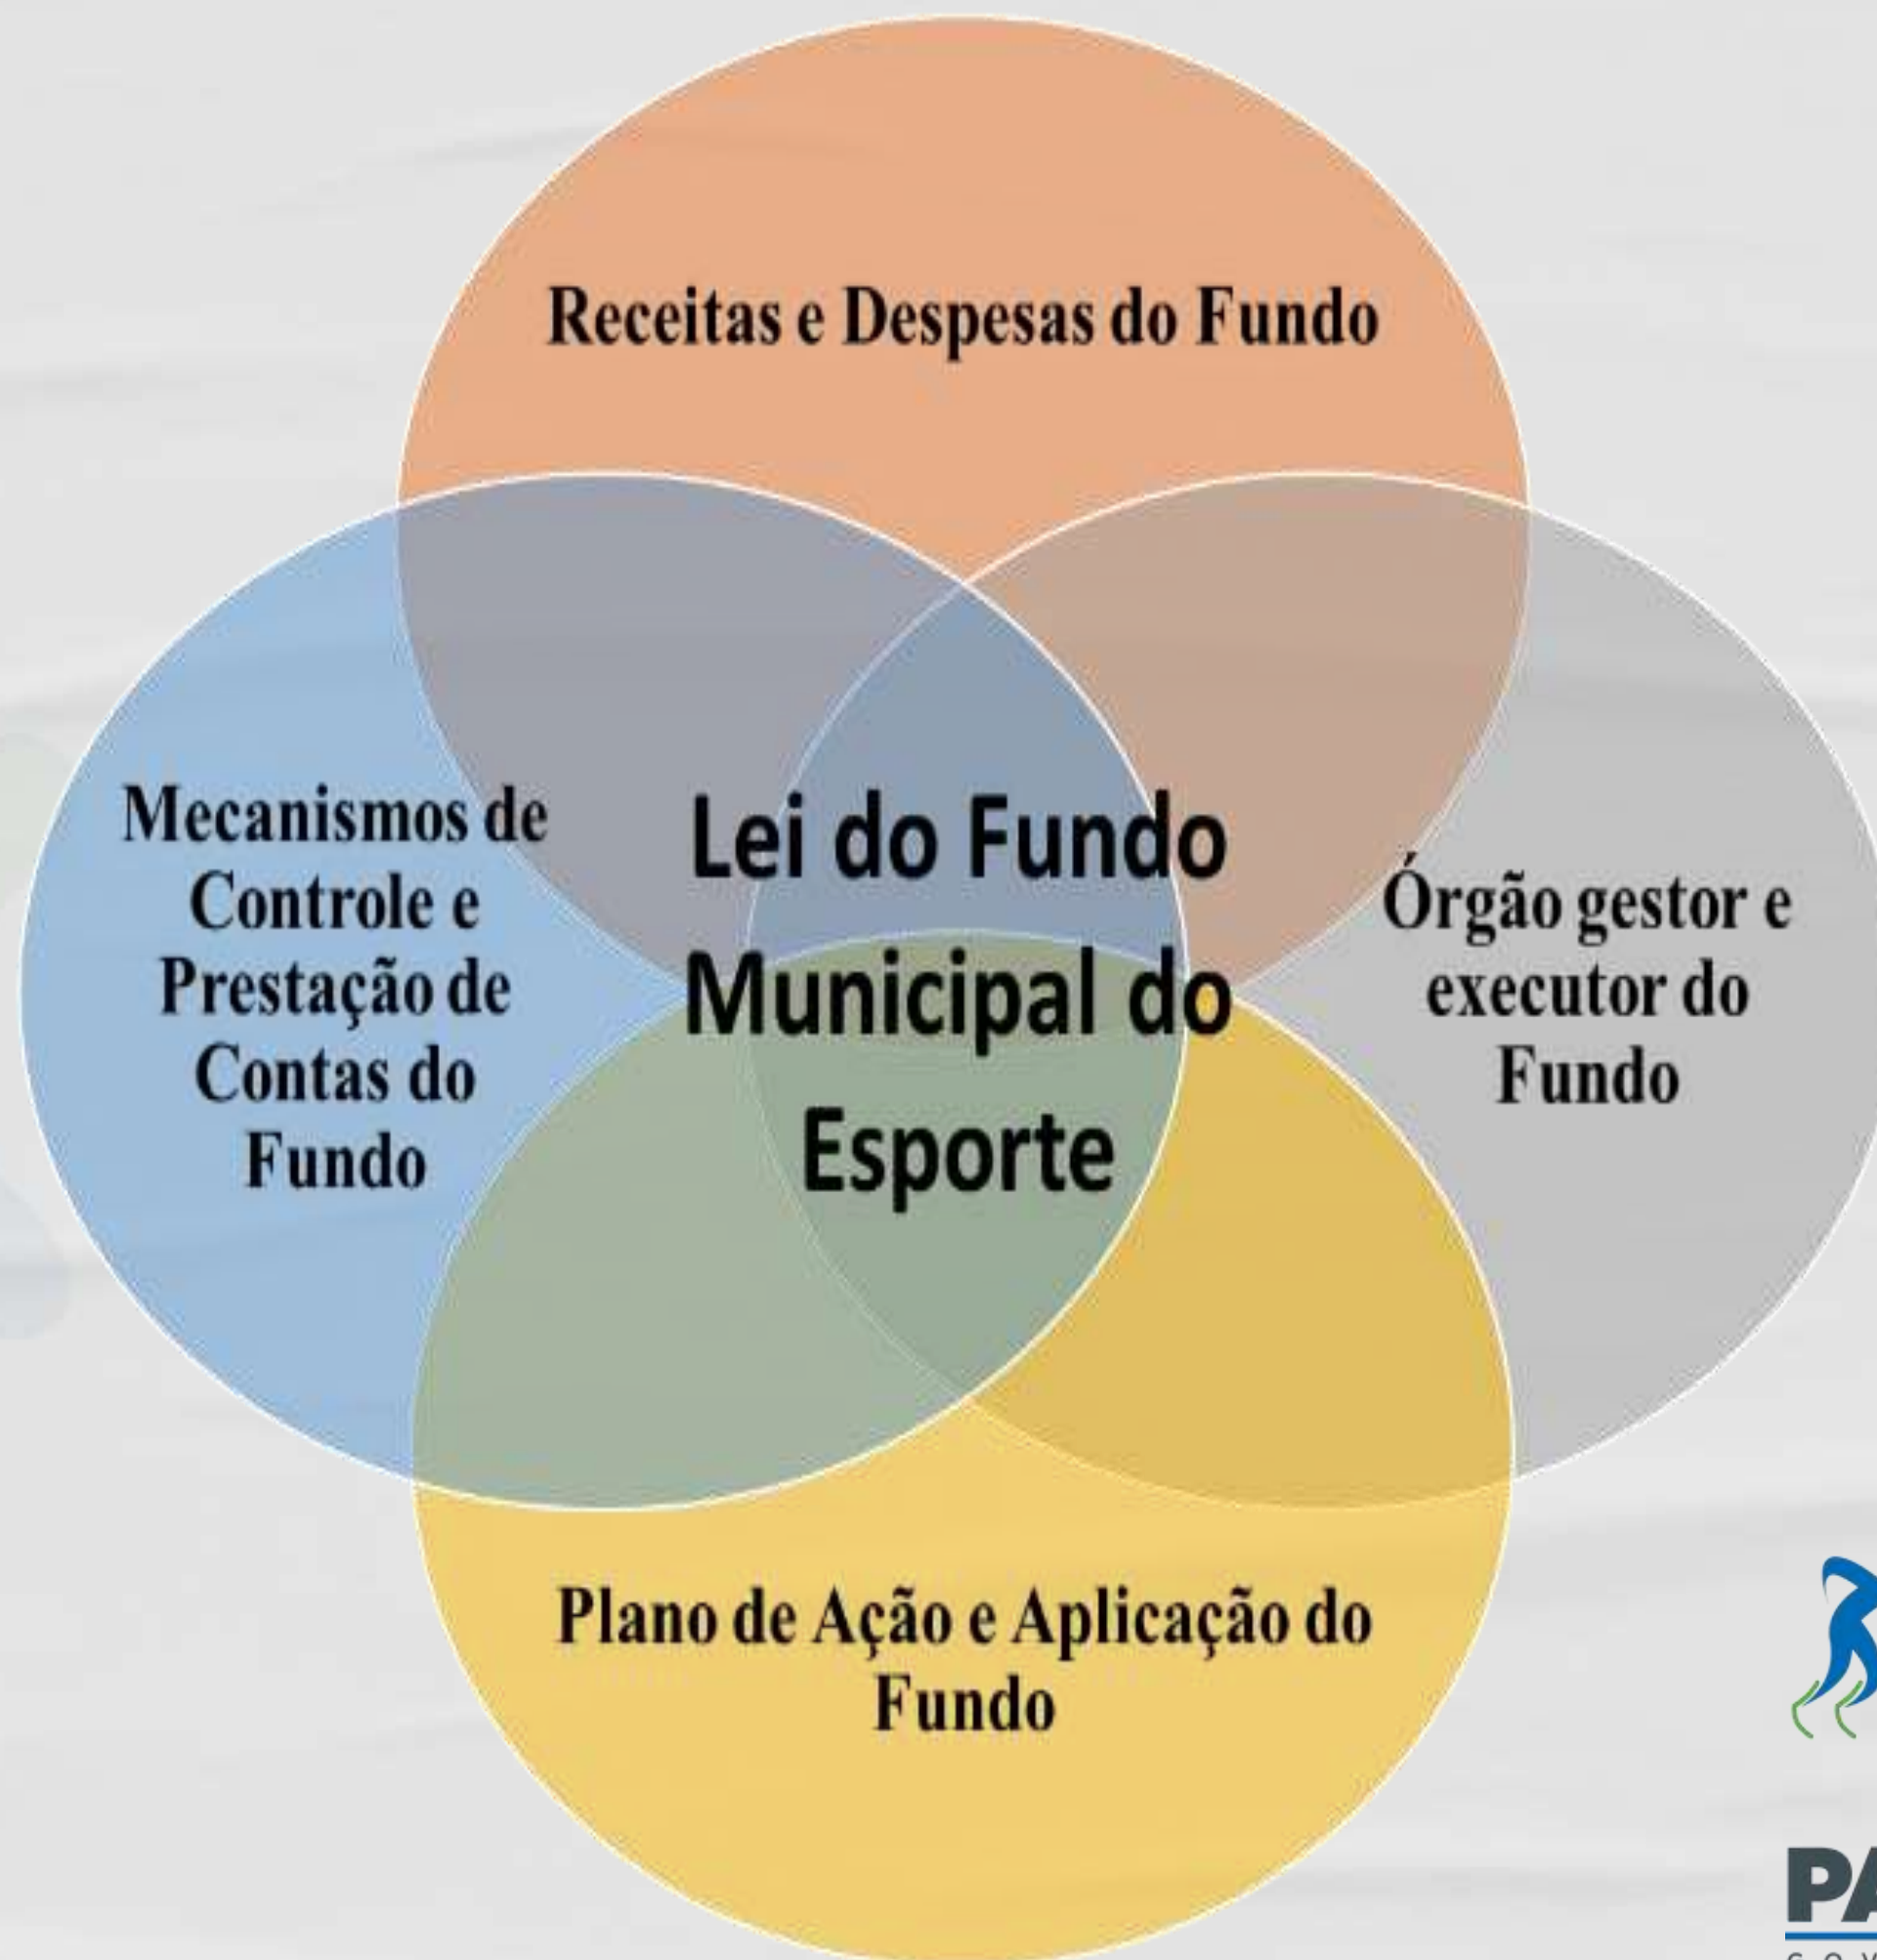 Receitas e Despesas do Fundo
Mecanismos de
Controle e
Prestação de
Contas do
Fundo
Lei do Fundo
Municipal do
Esporte
Órgão gestor e
executor do
Fundo
Plano de Ação e Aplicação do
Fundo